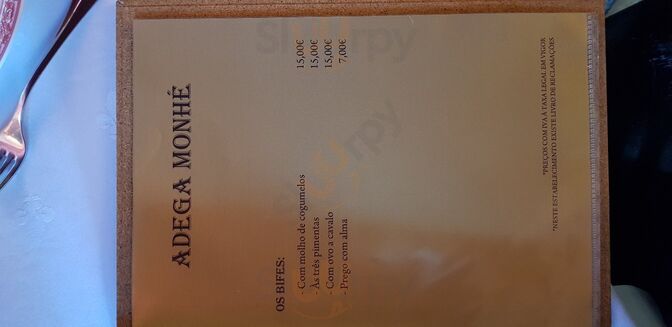 ADEGA MONHÉ
OS BIFES:
- Com molho de cogumelos 15,00€
- Às três pimentas 15,00€
- Com ovo a cavalo 15,00€
- Prego com alma 7,00€
*PREÇOS COM IVA À TAXA LEGAL EM VIGOR
*NESTE ESTABELECIMENTO EXISTE LIVRO DE RECLAMAÇÕES